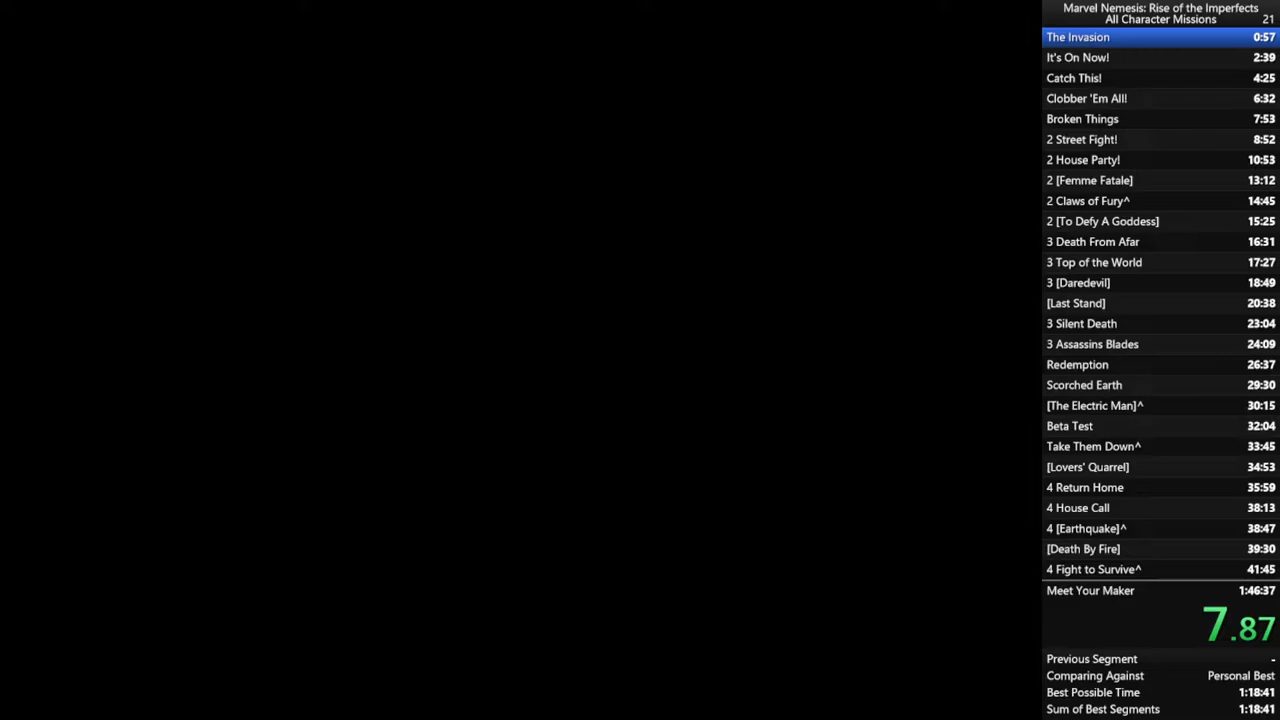 Marvel Nemesis: Rise of the Imperfects
All Character Missions 21
The Invasion 0:57
It's On Now! 2:39
Catch This! 4:25
Clobber 'Em All! 6:32
Broken Things 7:53
2 Street Fight! 8:52
2 House Party! 10:53
2 [Femme Fatale] 13:12
2 Claws of Fury^ 14:45
2 [To Defy A Goddess] 15:25
3 Death From Afar 16:31
3 Top of the World 17:27
3 [Daredevil] 18:49
[Last Stand] 20:38
3 Silent Death 23:04
3 Assassins Blades 24:09
Redemption 26:37
Scorched Earth 29:30
[The Electric Man]^ 30:15
Beta Test 32:04
Take Them Down^ 33:45
[Lovers' Quarrel] 34:53
4 Return Home 35:59
4 House Call 38:13
4 [Earthquake]^ 38:47
[Death By Fire] 39:30
4 Fight to Survive^ 41:45
Meet Your Maker 1:46:37
7.87
Previous Segment -
Comparing Against Personal Best
Best Possible Time 1:18:41
Sum of Best Segments 1:18:41